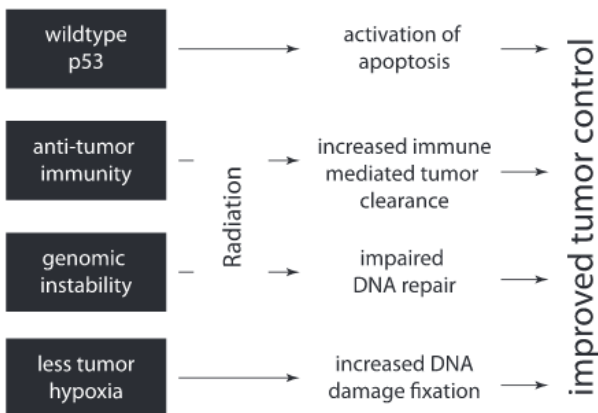 wildtype
p53
activation of
apoptosis
anti-tumor
immunity
increased immune
mediated tumor
clearance
Radiation
genomic
instability
impaired
DNA repair
less tumor
hypoxia
increased DNA
damage fixation
improved tumor control